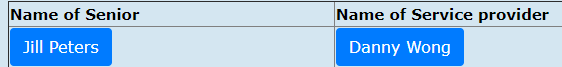 Name of Senior Name of Service provider
Jill Peters Danny Wong